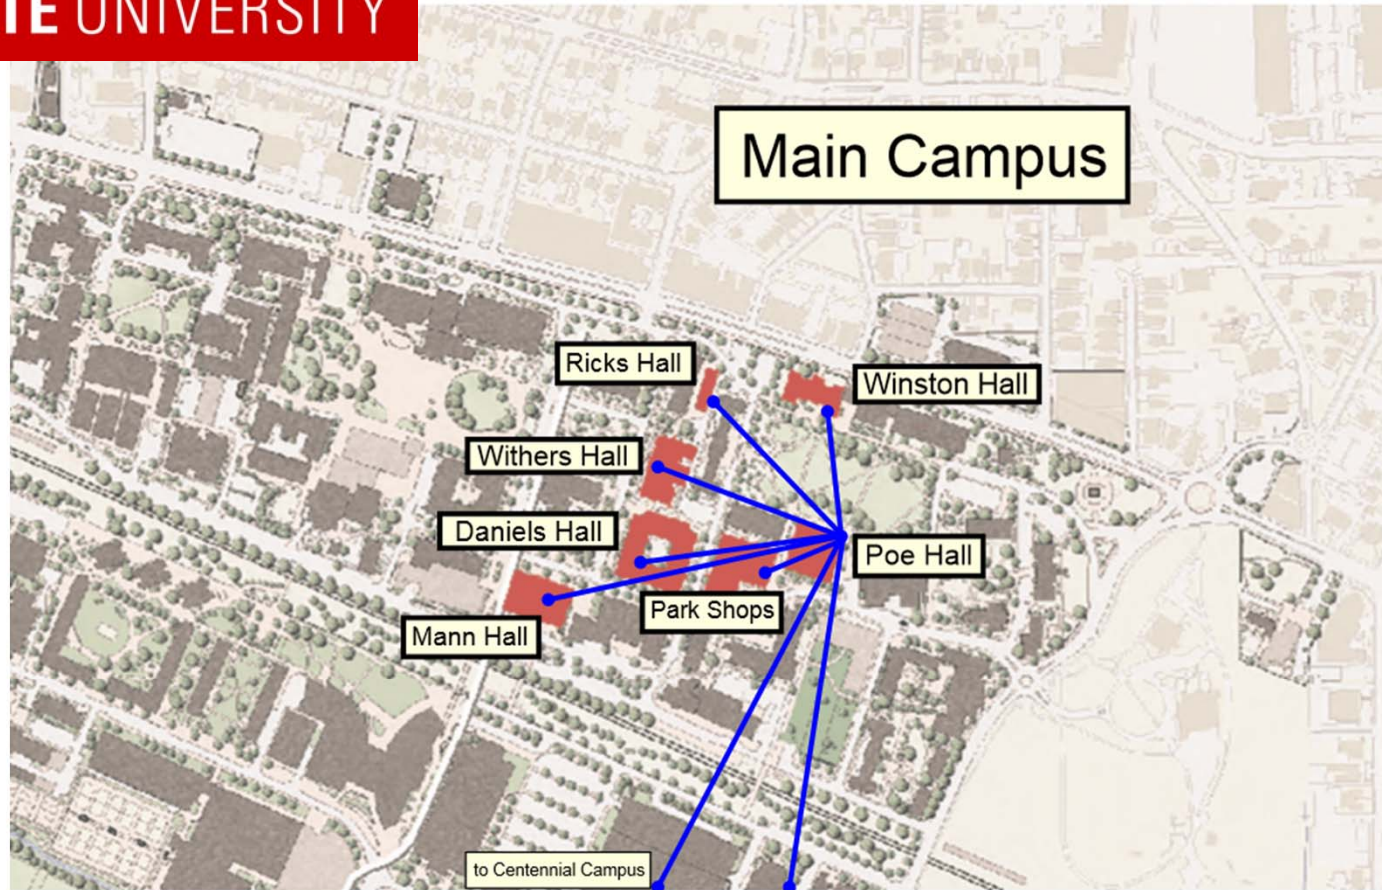 TE UNIVERSITY
Main Campus
Ricks Hall
Winston Hall
Withers Hall
Daniels Hall
Poe Hall
Park Shops
Mann Hall
to Centennial Campus